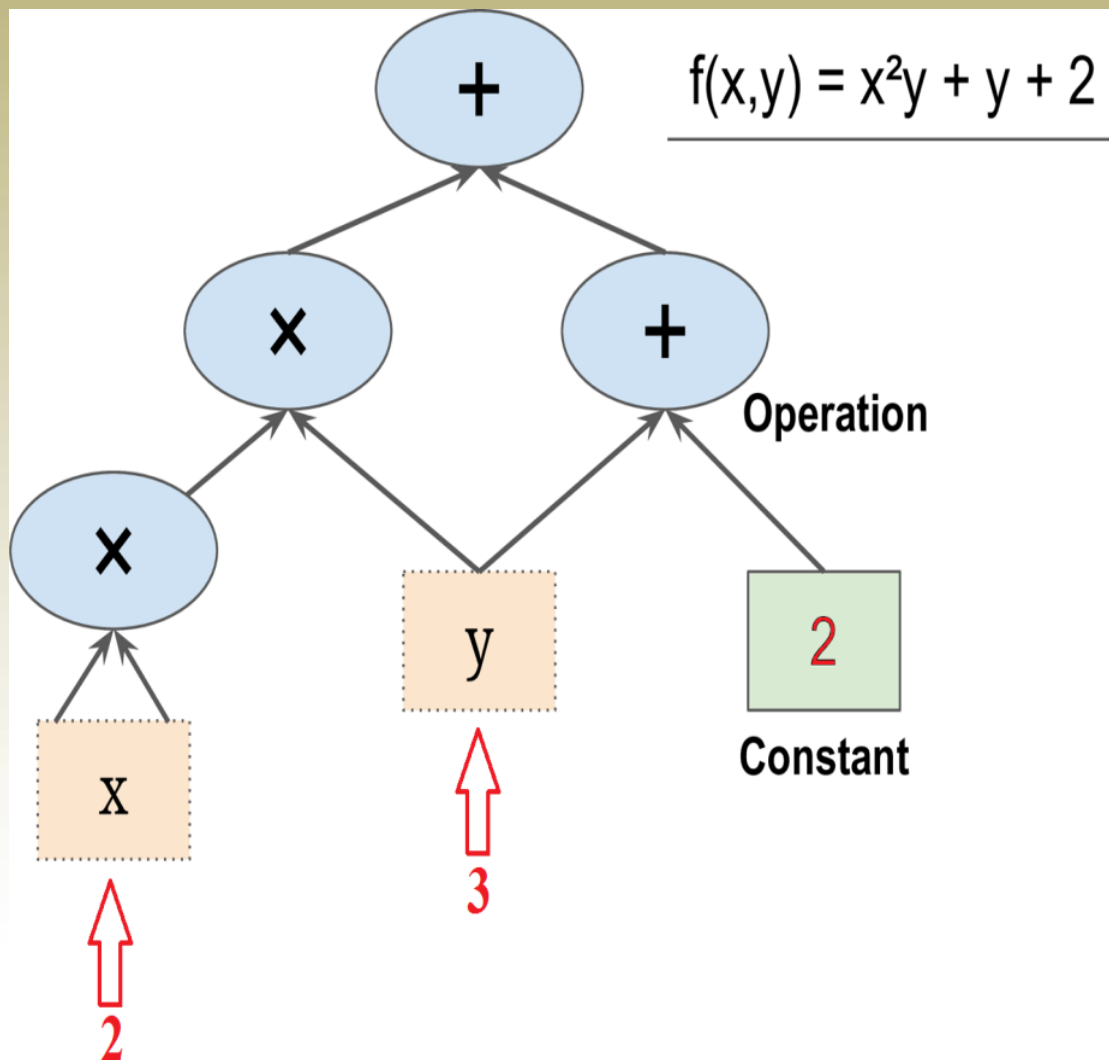 +
f(x,y) = x²y + y + 2
×
+
Operation
×
y
2
Constant
x
3
2